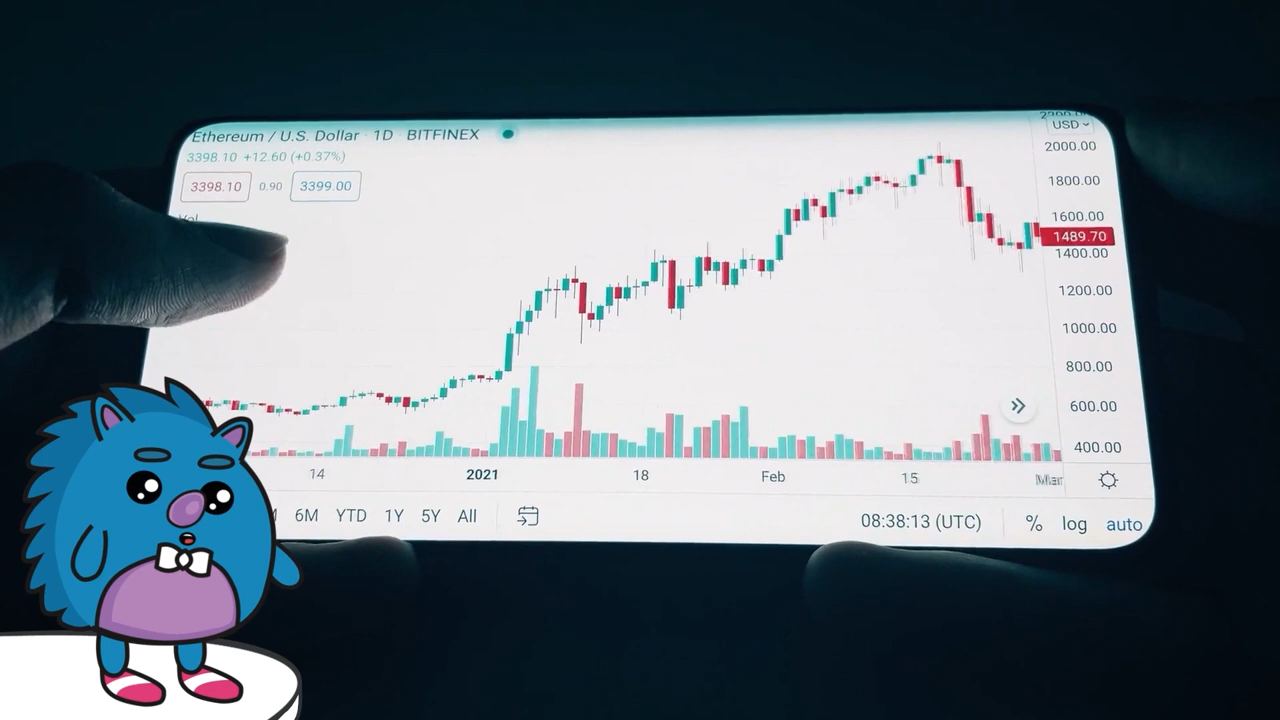 Ethereum / U.S. Dollar · 1D · BITFINEX
3398.10 +12.60 (+0.37%)
3398.10 0.90 3399.00
Vol
USD
2000.00
1800.00
1600.00
1489.70
1400.00
1200.00
1000.00
800.00
600.00
400.00
14 2021 18 Feb 15 Mar
6M YTD 1Y 5Y All
08:38:13 (UTC) % log auto